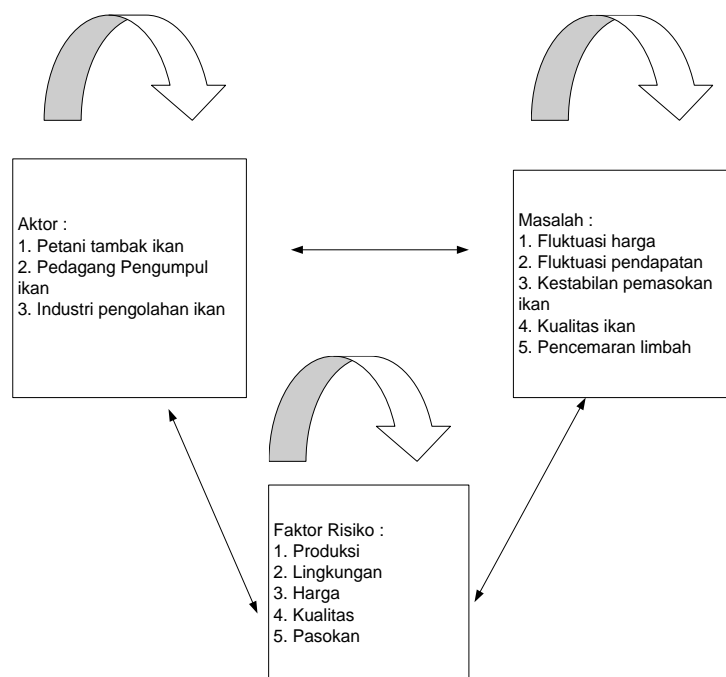 Aktor :
1. Petani tambak ikan
2. Pedagang Pengumpul
ikan
3. Industri pengolahan ikan
Masalah :
1. Fluktuasi harga
2. Fluktuasi pendapatan
3. Kestabilan pemasokan
ikan
4. Kualitas ikan
5. Pencemaran limbah
Faktor Risiko :
1. Produksi
2. Lingkungan
3. Harga
4. Kualitas
5. Pasokan